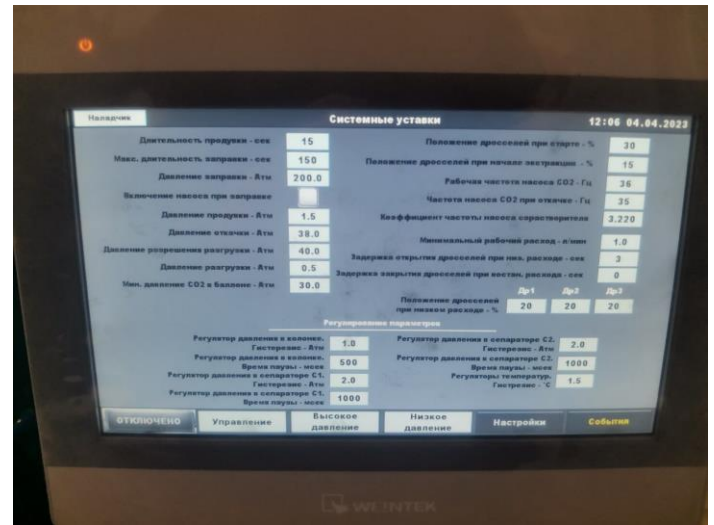 Наладчик Системные уставки 12:06 04.04.2023
Длительность продувки - сек 15
Макс. длительность заправки - сек 150
Давление заправки - Атм 200.0
Включение насоса при заправке
Давление продувки - Атм 1.5
Давление откачки - Атм 38.0
Давление розрешения разгрузки - Атм 40.0
Давление разгрузки - Атм 0.5
Мин. давление CO2 в баллоне - Атм 30.0
Положение дросселей при старте - % 30
Положение дросселей при начале экстракции - % 15
Рабочая частота насоса CO2 - Гц 36
Частота насоса CO2 при откачке - Гц 35
Коэффициент частоты насоса сорастворителя 3.220
Минимальный рабочий расход - л/мин 1.0
Задержка открытия дросселей при низ. расходе - сек 3
Задержка закрытия дросселей при востан. расхода - сек 0
Др1 Др2 Др3
Положение дросселей
при низком расходе - % 20 20 20
Регулирование параметров
Регулятор давления в колонке.
Гистерезис - Атм 1.0
Регулятор давления в колонке.
Время паузы - мсек 500
Регулятор давления в сепараторе С1.
Гистерезис - Атм 2.0
Регулятор давления в сепараторе С1.
Время паузы - мсек 1000
Регулятор давления в сепараторе С2.
Гистерезис - Атм 2.0
Регулятор давления в сепараторе С2.
Время паузы - мсек 1000
Регуляторы температур.
Гистрезис - °С 1.5
ОТКЛЮЧЕНО Управление Высокое давление Низкое давление Настройки События
WEINTEK